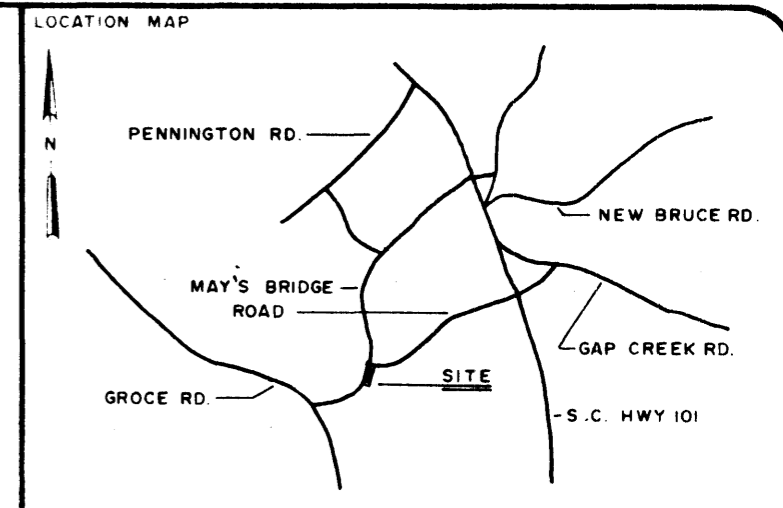 LOCATION MAP
N
PENNINGTON RD.
NEW BRUCE RD.
MAY'S BRIDGE
ROAD
GAP CREEK RD.
SITE
GROCE RD.
S.C. HWY 101